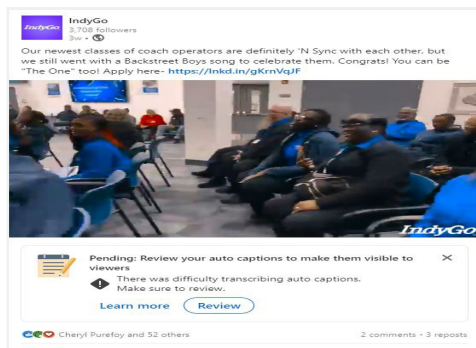 IndyGo
IndyGo
3,708 followers
3w •
Our newest classes of coach operators are definitely 'N Sync with each other, but
we still went with a Backstreet Boys song to celebrate them. Congrats! You can be
"The One" too! Apply here- https://lnkd.in/gKrnVqJF
IndyGo
Pending: Review your auto captions to make them visible to
viewers
There was difficulty transcribing auto captions.
Make sure to review.
Learn more Review
Cheryl Purefoy and 52 others 2 comments • 3 reposts